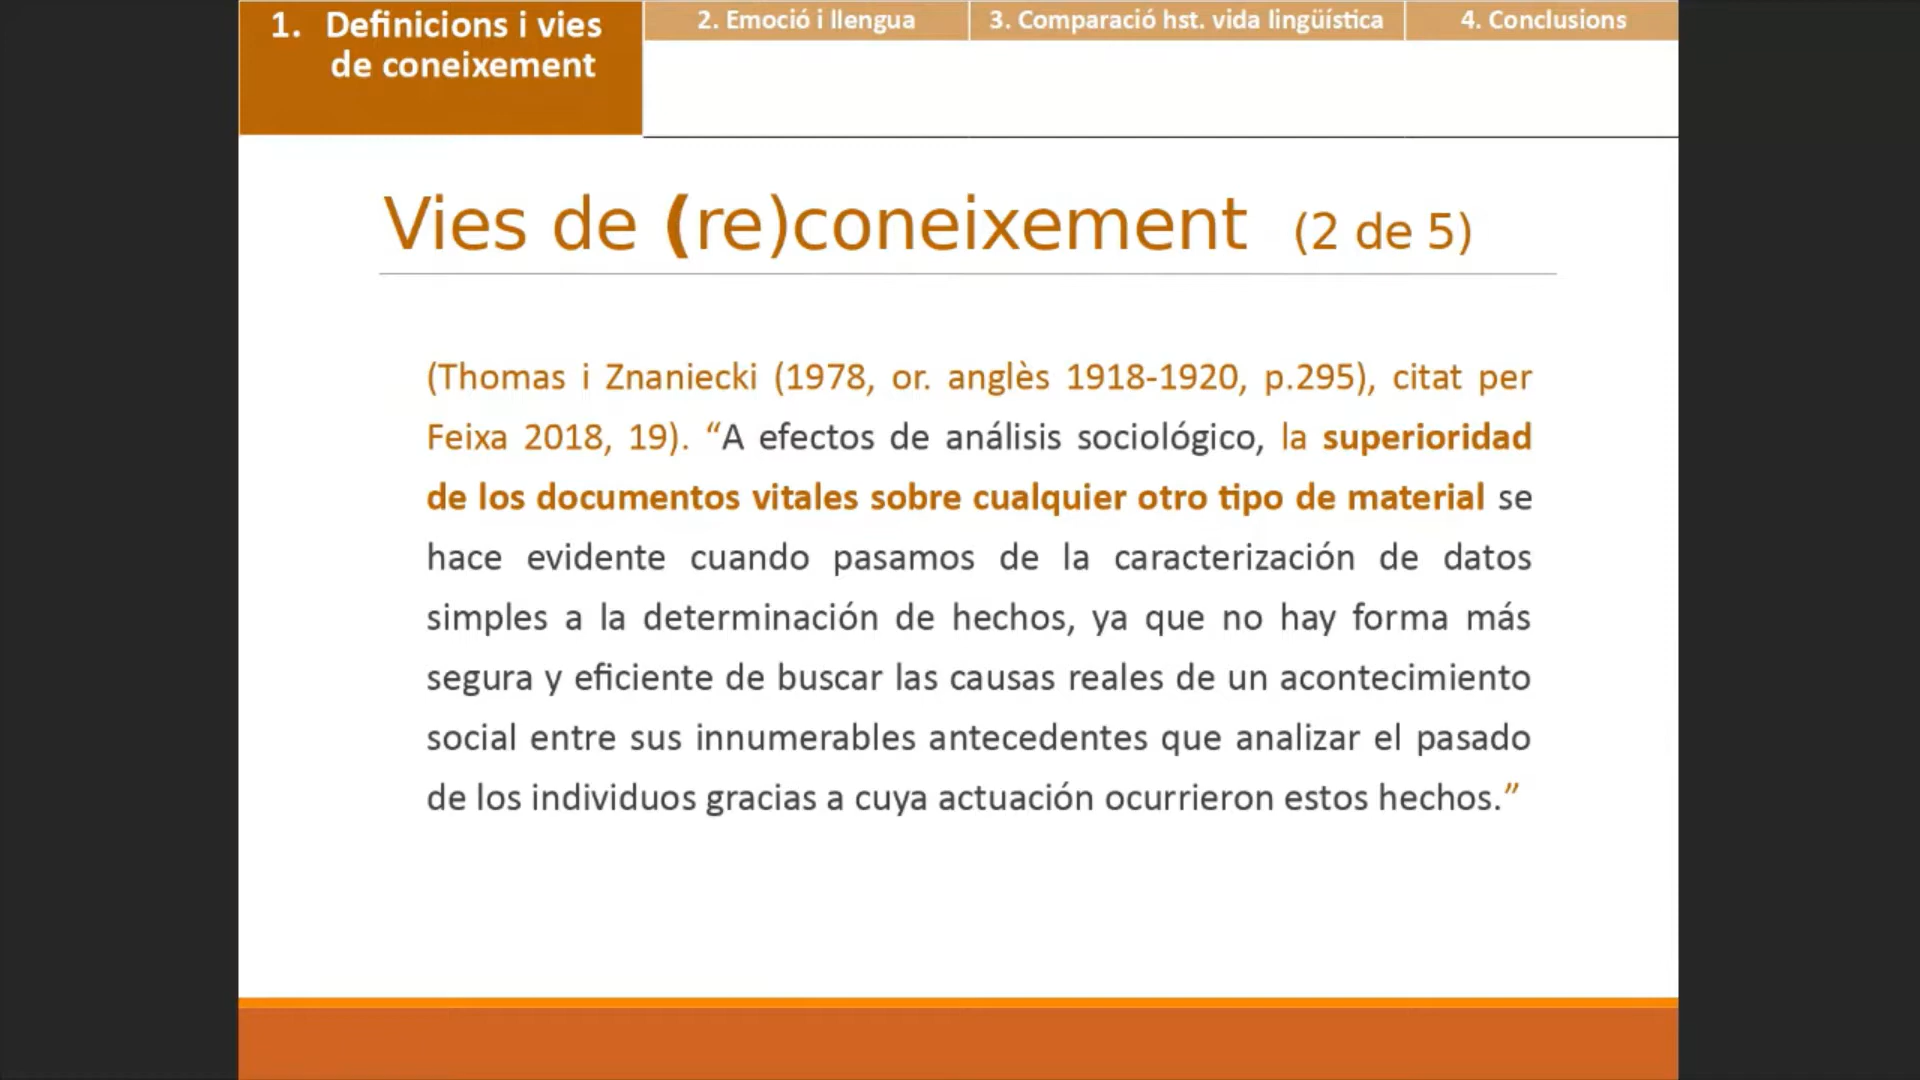 1. Definicions i vies
de coneixement
2. Emoció i llengua
3. Comparació hst. vida lingüística
4. Conclusions
Vies de (re)coneixement (2 de 5)
(Thomas i Znaniecki (1978, or. anglès 1918-1920, p.295), citat per
Feixa 2018, 19). “A efectos de análisis sociológico, la superioridad
de los documentos vitales sobre cualquier otro tipo de material se
hace evidente cuando pasamos de la caracterización de datos
simples a la determinación de hechos, ya que no hay forma más
segura y eficiente de buscar las causas reales de un acontecimiento
social entre sus innumerables antecedentes que analizar el pasado
de los individuos gracias a cuya actuación ocurrieron estos hechos.”